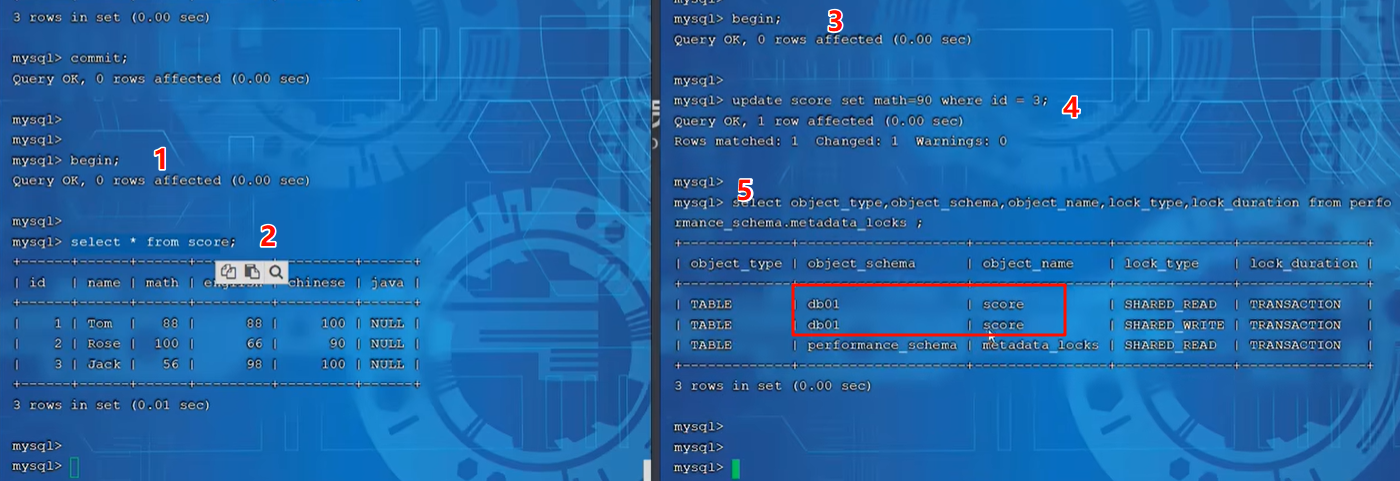 3 rows in set (0.00 sec)
mysql> commit;
Query OK, 0 rows affected (0.00 sec)
mysql>
mysql>
mysql> begin;
1
Query OK, 0 rows affected (0.00 sec)
mysql>
mysql> select * from score;
2
+------+------+------+---------+---------+------+
| id | name | math | english | chinese | java |
+------+------+------+---------+---------+------+
| 1 | Tom | 88 | 88 | 100 | NULL |
| 2 | Rose | 100 | 66 | 90 | NULL |
| 3 | Jack | 56 | 98 | 100 | NULL |
+------+------+------+---------+---------+------+
3 rows in set (0.01 sec)
mysql>
mysql>
mysql> begin;
3
Query OK, 0 rows affected (0.00 sec)
mysql>
mysql> update score set math=90 where id = 3;
4
Query OK, 1 row affected (0.00 sec)
Rows matched: 1 Changed: 1 Warnings: 0
mysql>
5
mysql> select object_type,object_schema,object_name,lock_type,lock_duration from perfo
rmance_schema.metadata_locks ;
+-------------+--------------------+----------------+--------------+---------------+
| object_type | object_schema | object_name | lock_type | lock_duration |
+-------------+--------------------+----------------+--------------+---------------+
| TABLE | db01 | score | SHARED_READ | TRANSACTION |
| TABLE | db01 | score | SHARED_WRITE | TRANSACTION |
| TABLE | performance_schema | metadata_locks | SHARED_READ | TRANSACTION |
+-------------+--------------------+----------------+--------------+---------------+
3 rows in set (0.00 sec)
mysql>
mysql>
mysql>